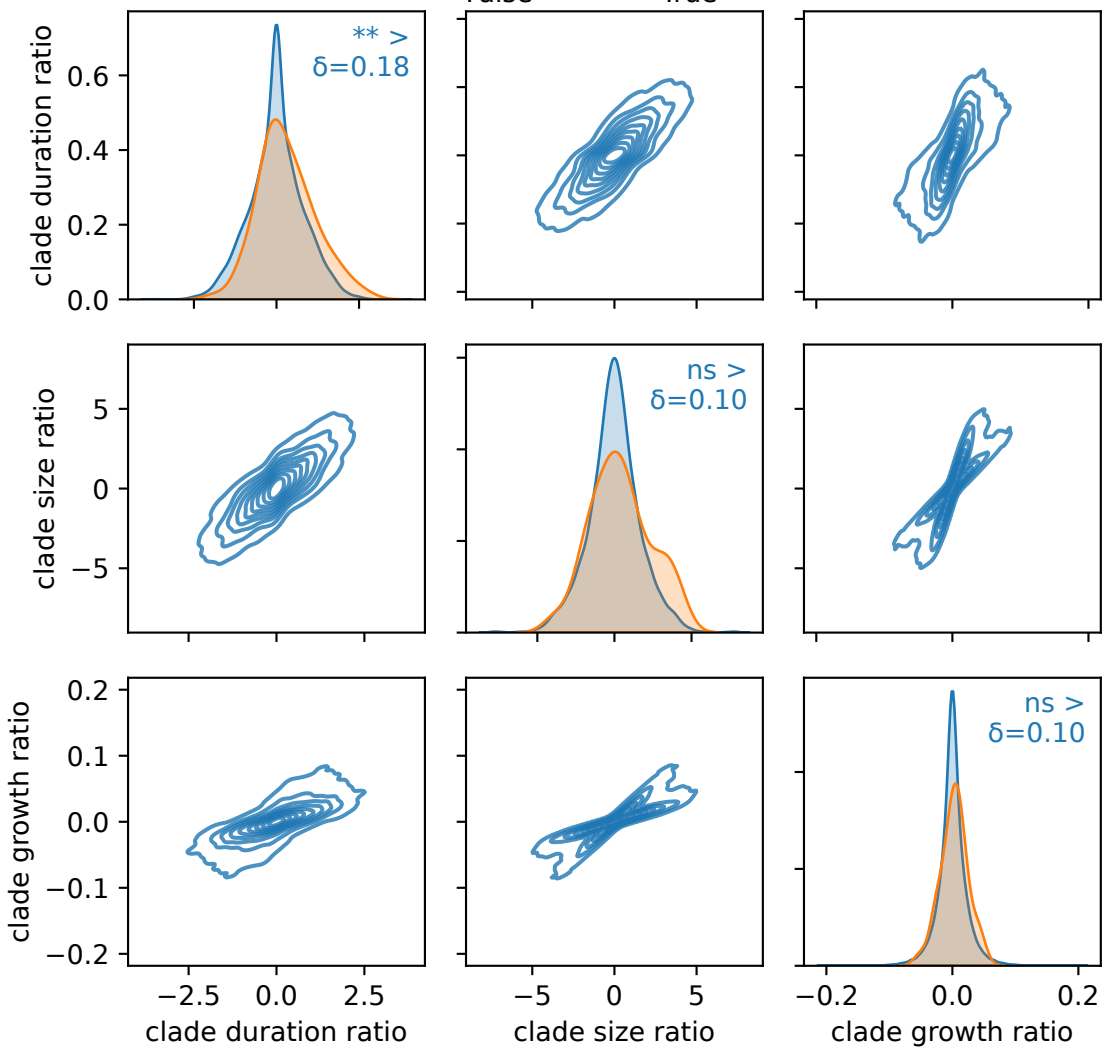 False True
clade duration ratio
0.6
0.4
0.2
0.0
** >
δ=0.18
clade size ratio
5
0
−5
ns >
δ=0.10
clade growth ratio
0.2
0.1
0.0
−0.1
−0.2
ns >
δ=0.10
−2.5 0.0 2.5
−5 0 5
−0.2 0.0 0.2
clade duration ratio
clade size ratio
clade growth ratio